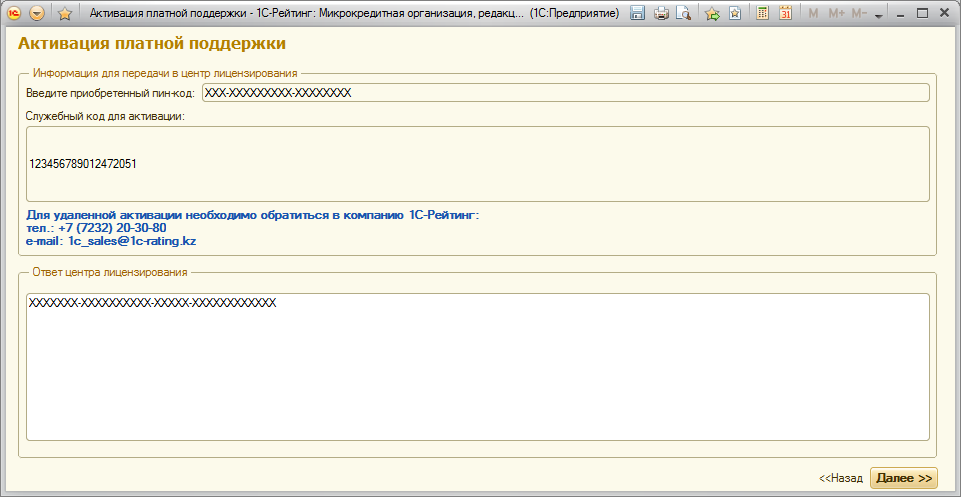 Активация платной поддержки - 1С-Рейтинг: Микрокредитная организация, редакц... (1С:Предприятие)
31 M M+ M-
Активация платной поддержки
Информация для передачи в центр лицензирования
Введите приобретенный пин-код: XXX-XXXXXXXXX-XXXXXXXX
Служебный код для активации:
123456789012472051
Для удаленной активации необходимо обратиться в компанию 1С-Рейтинг:
тел.: +7 (7232) 20-30-80
e-mail: 1c_sales@1c-rating.kz
Ответ центра лицензирования
XXXXXXX-XXXXXXXXXX-XXXXX-XXXXXXXXXXXX
<<Назад Далее >>